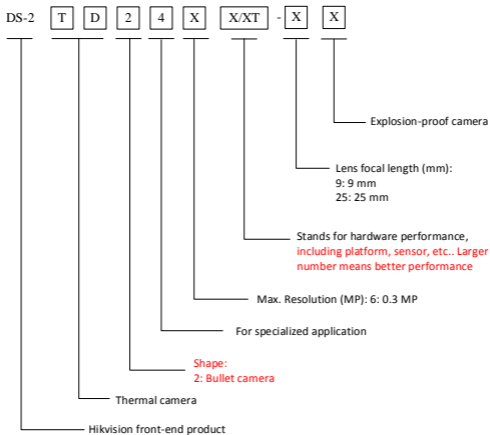 DS-2 T D 2 4 X X/XT - X X
Explosion-proof camera
Lens focal length (mm):
9: 9 mm
25: 25 mm
Stands for hardware performance,
including platform, sensor, etc.. Larger
number means better performance
Max. Resolution (MP): 6: 0.3 MP
For specialized application
Shape:
2: Bullet camera
Thermal camera
Hikvision front-end product